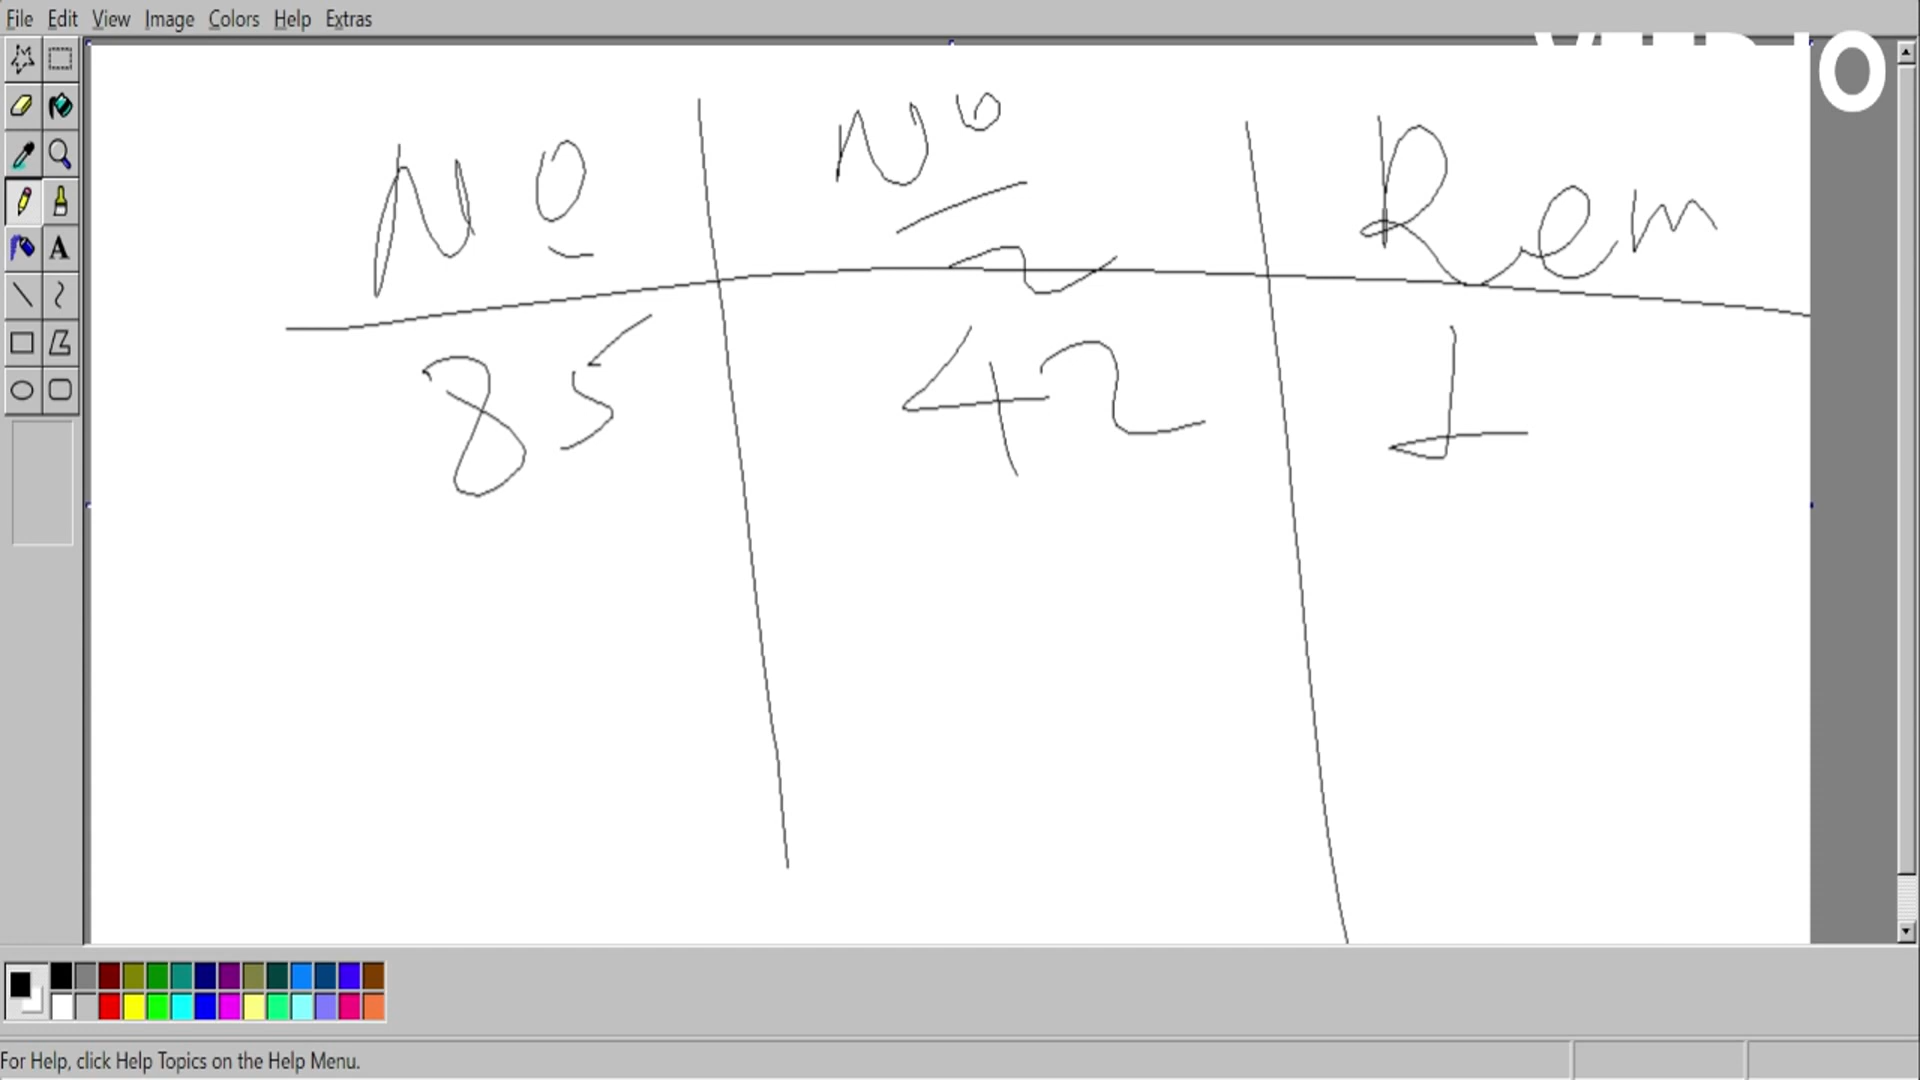 File Edit View Image Colors Help Extras
No No/2 Rem
85 42 1
For Help, click Help Topics on the Help Menu.